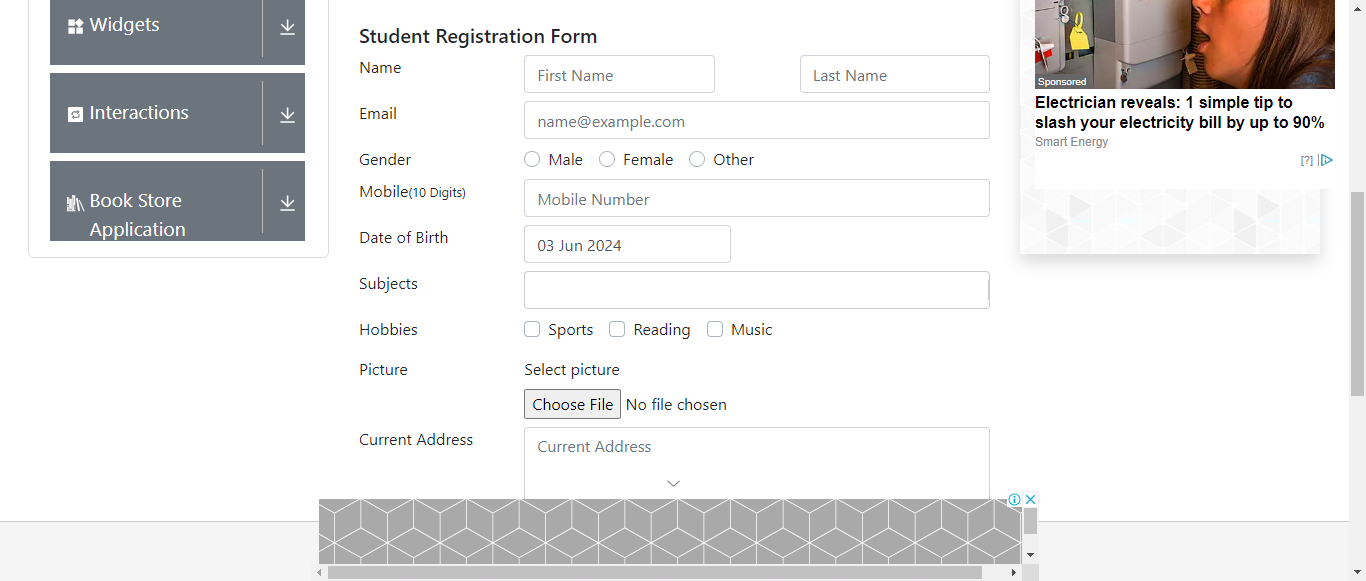 Widgets
Interactions
Book Store
Application
Student Registration Form
Name
First Name
Last Name
Email
name@example.com
Gender
Male
Female
Other
Mobile(10 Digits)
Mobile Number
Date of Birth
03 Jun 2024
Subjects
Hobbies
Sports
Reading
Music
Picture
Select picture
Choose File No file chosen
Current Address
Current Address
Sponsored
Electrician reveals: 1 simple tip to
slash your electricity bill by up to 90%
Smart Energy
[?]